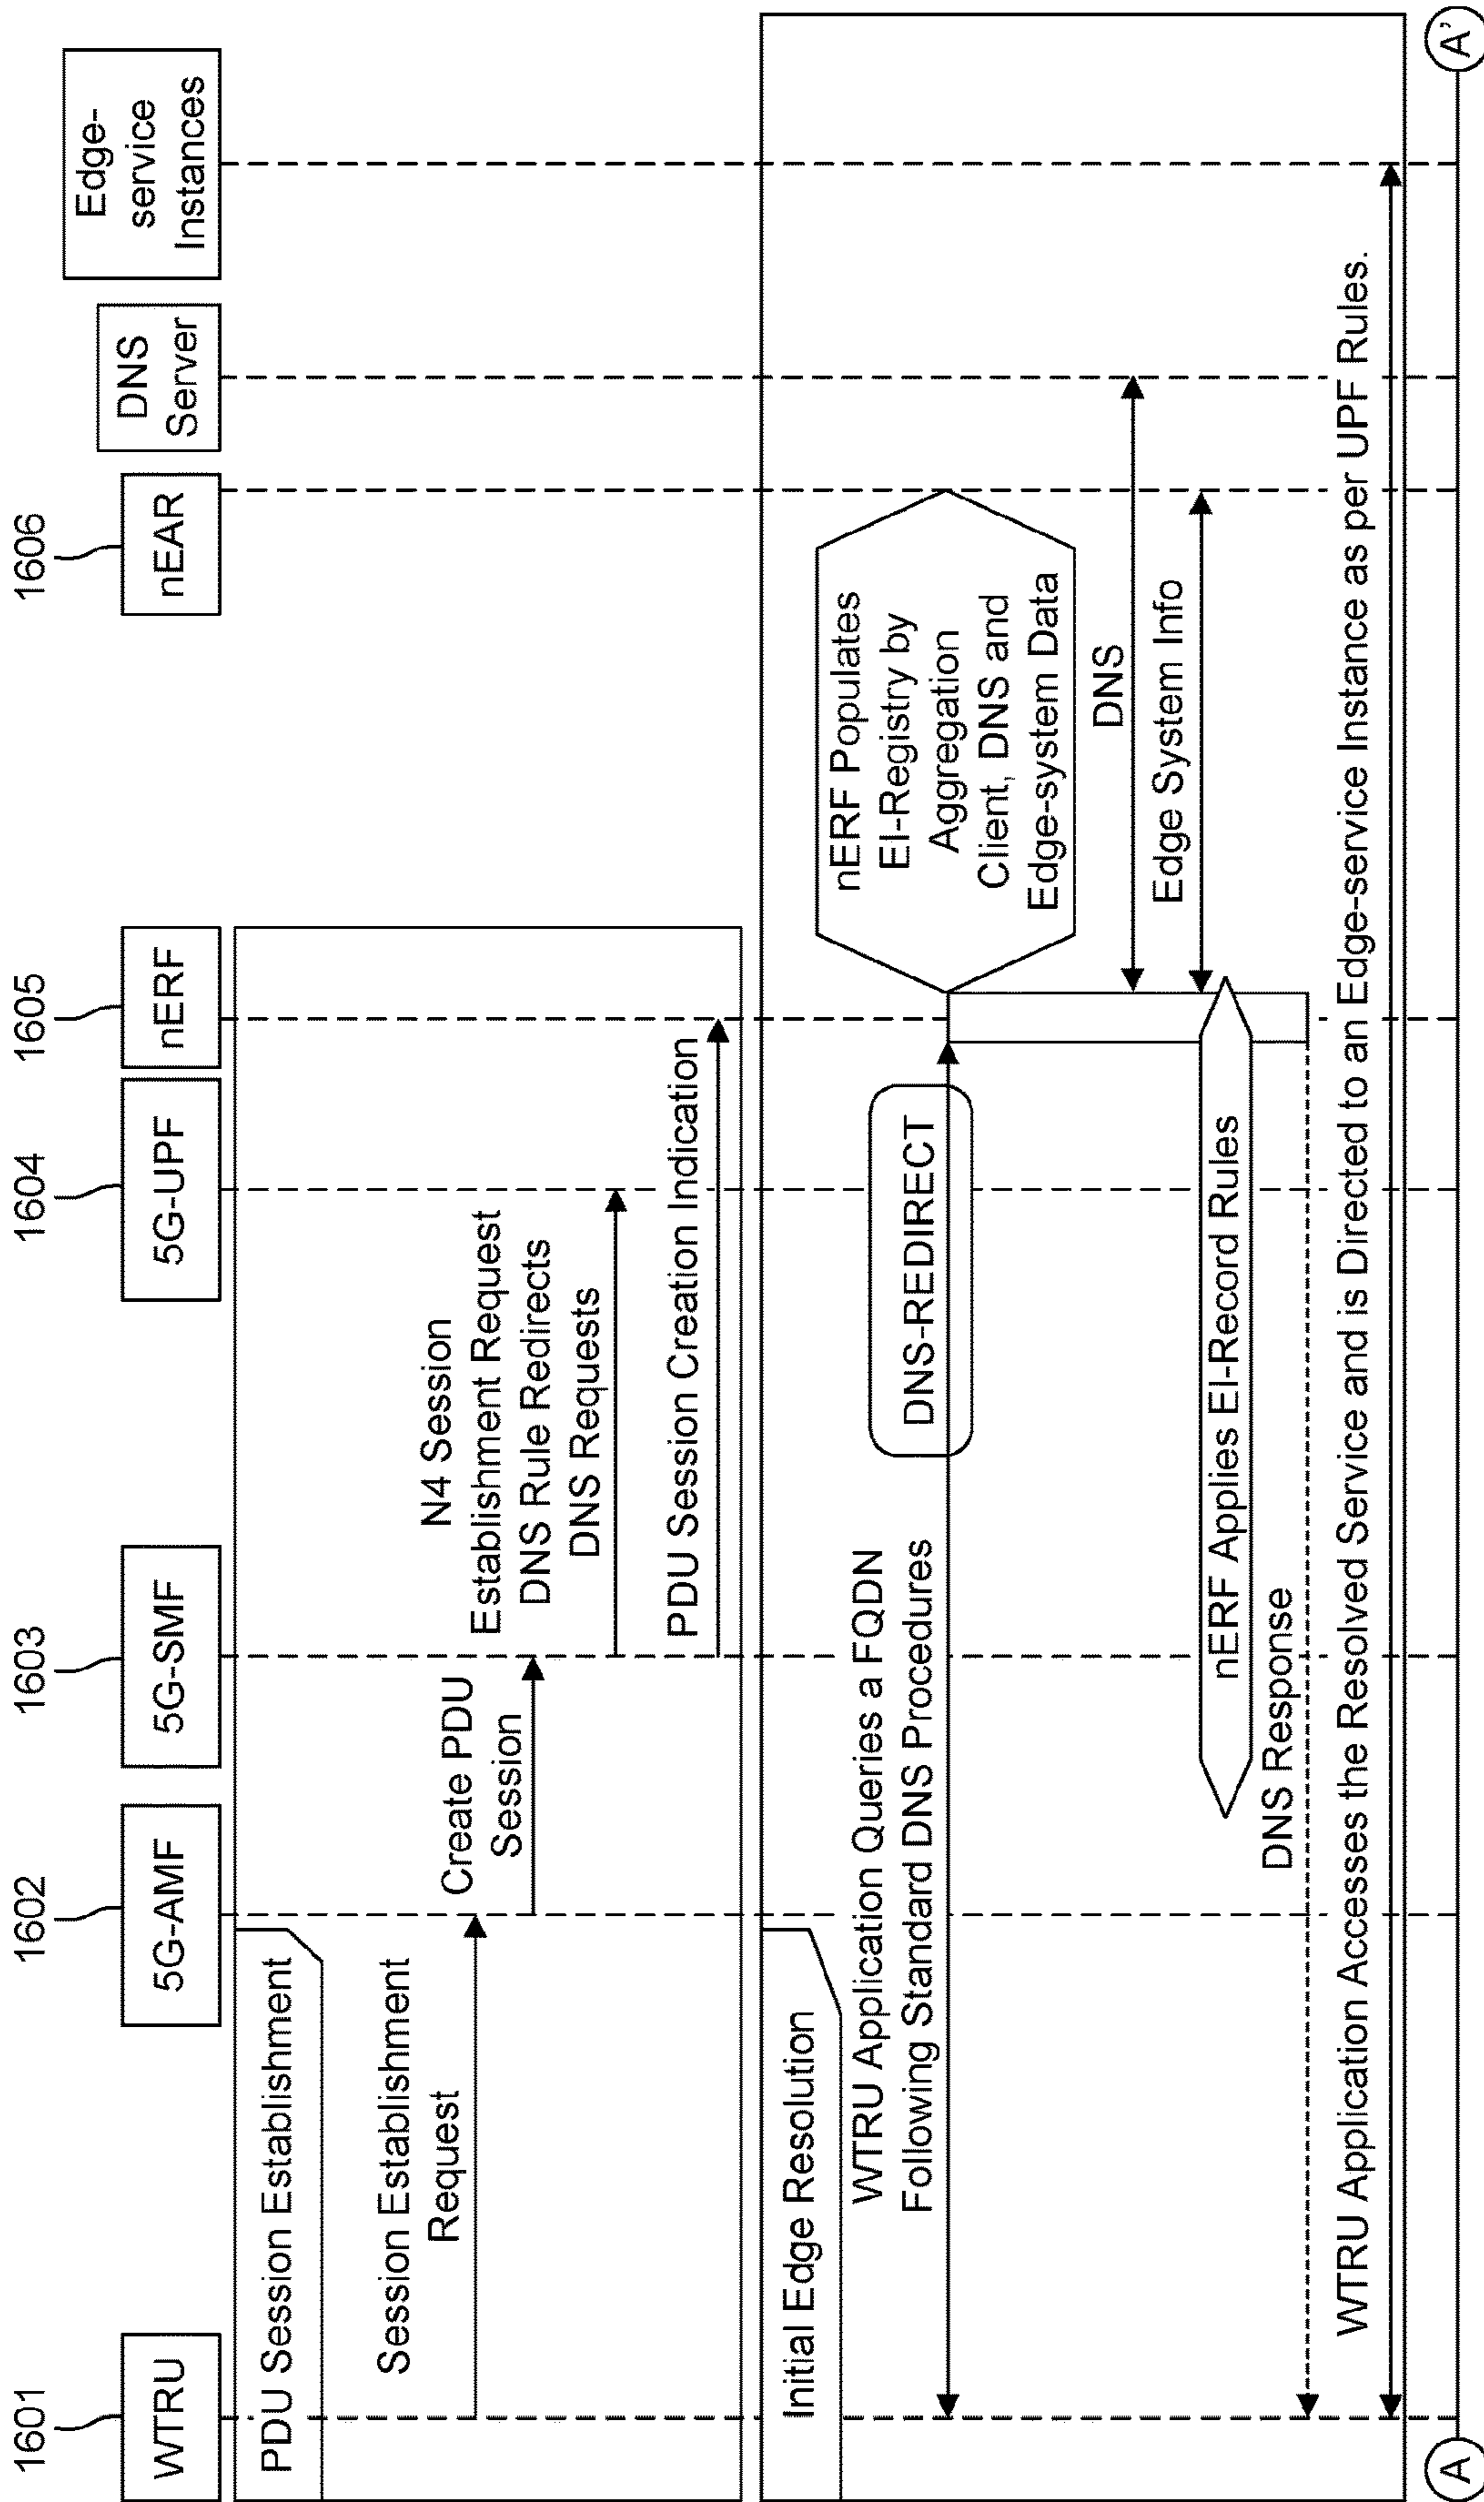 1601
1602
1603
1604
1605
1606
WTRU
5G-AMF
5G-SMF
5G-UPF
nERF
nEAR
DNS
Server
Edge-
service
Instances
PDU Session Establishment
Session Establishment
Request
Create PDU
Session
N4 Session
Establishment Request
DNS Rule Redirects
DNS Requests
PDU Session Creation Indication
Initial Edge Resolution
WTRU Application Queries a FQDN
Following Standard DNS Procedures
DNS-REDIRECT
nERF Populates
EI-Registry by
Aggregation
Client, DNS and
Edge-system Data
DNS
Edge System Info
nERF Applies EI-Record Rules
DNS Response
WTRU Application Accesses the Resolved Service and is Directed to an Edge-service Instance as per UPF Rules.
A
A'